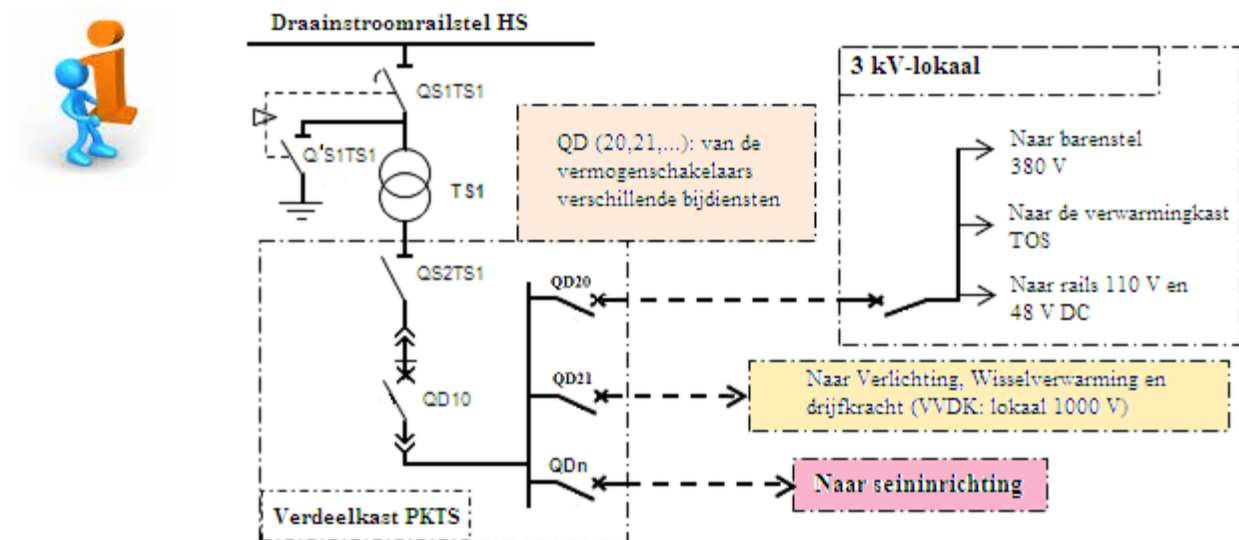 Draainstroomrailstel HS
QS1TS1
Q'S1TS1
TS1
QD (20,21,...): van de
vermogenschakelaars
verschillende bijdiensten
3 kV-lokaal
Naar barenstel
380 V
Naar de verwarmingkast
TOS
Naar rails 110 V en
48 V DC
QS2TS1
QD20
QD10
QD21
Naar Verlichting, Wisselverwarming en
drijfkracht (VVDK: lokaal 1000 V)
QDn
Naar seininrichting
Verdeelkast PKTS